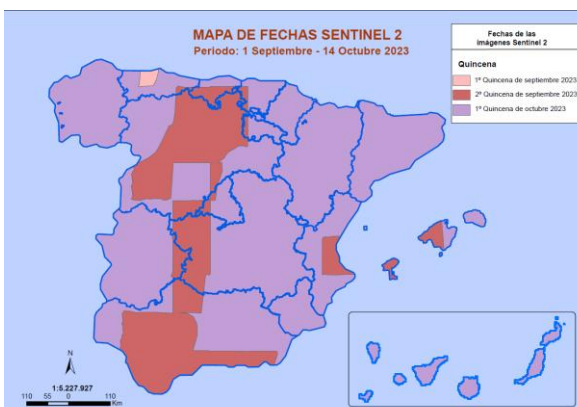 MAPA DE FECHAS SENTINEL 2
Periodo: 1 Septiembre - 14 Octubre 2023
Fechas de las
imágenes Sentinel 2
Quincena
1ª Quincena de septiembre 2023
2ª Quincena de septiembre 2023
1ª Quincena de octubre 2023
N
1:5.227.927
110 55 0 110
Km